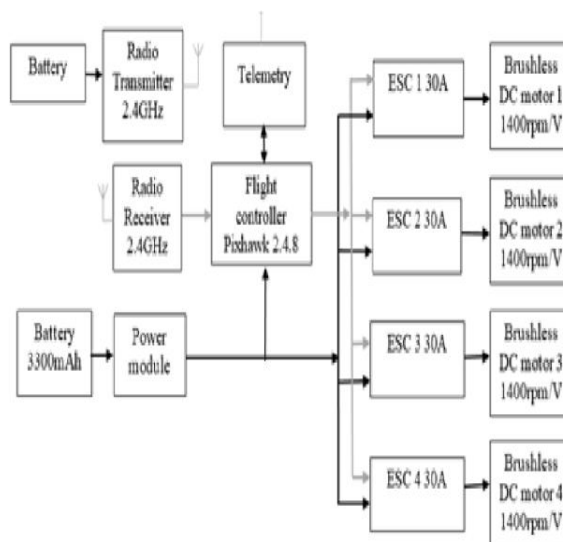 Battery
Radio
Transmitter
2.4GHz
Telemetry
ESC 1 30A
Brushless
DC motor 1
1400rpm/V
Radio
Receiver
2.4GHz
Flight
controller
Pixhawk 2.4.8
ESC 2 30A
Brushless
DC motor 2
1400rpm/V
Battery
3300mAh
Power
module
ESC 3 30A
Brushless
DC motor 3
1400rpm/V
ESC 4 30A
Brushless
DC motor 4
1400rpm/V